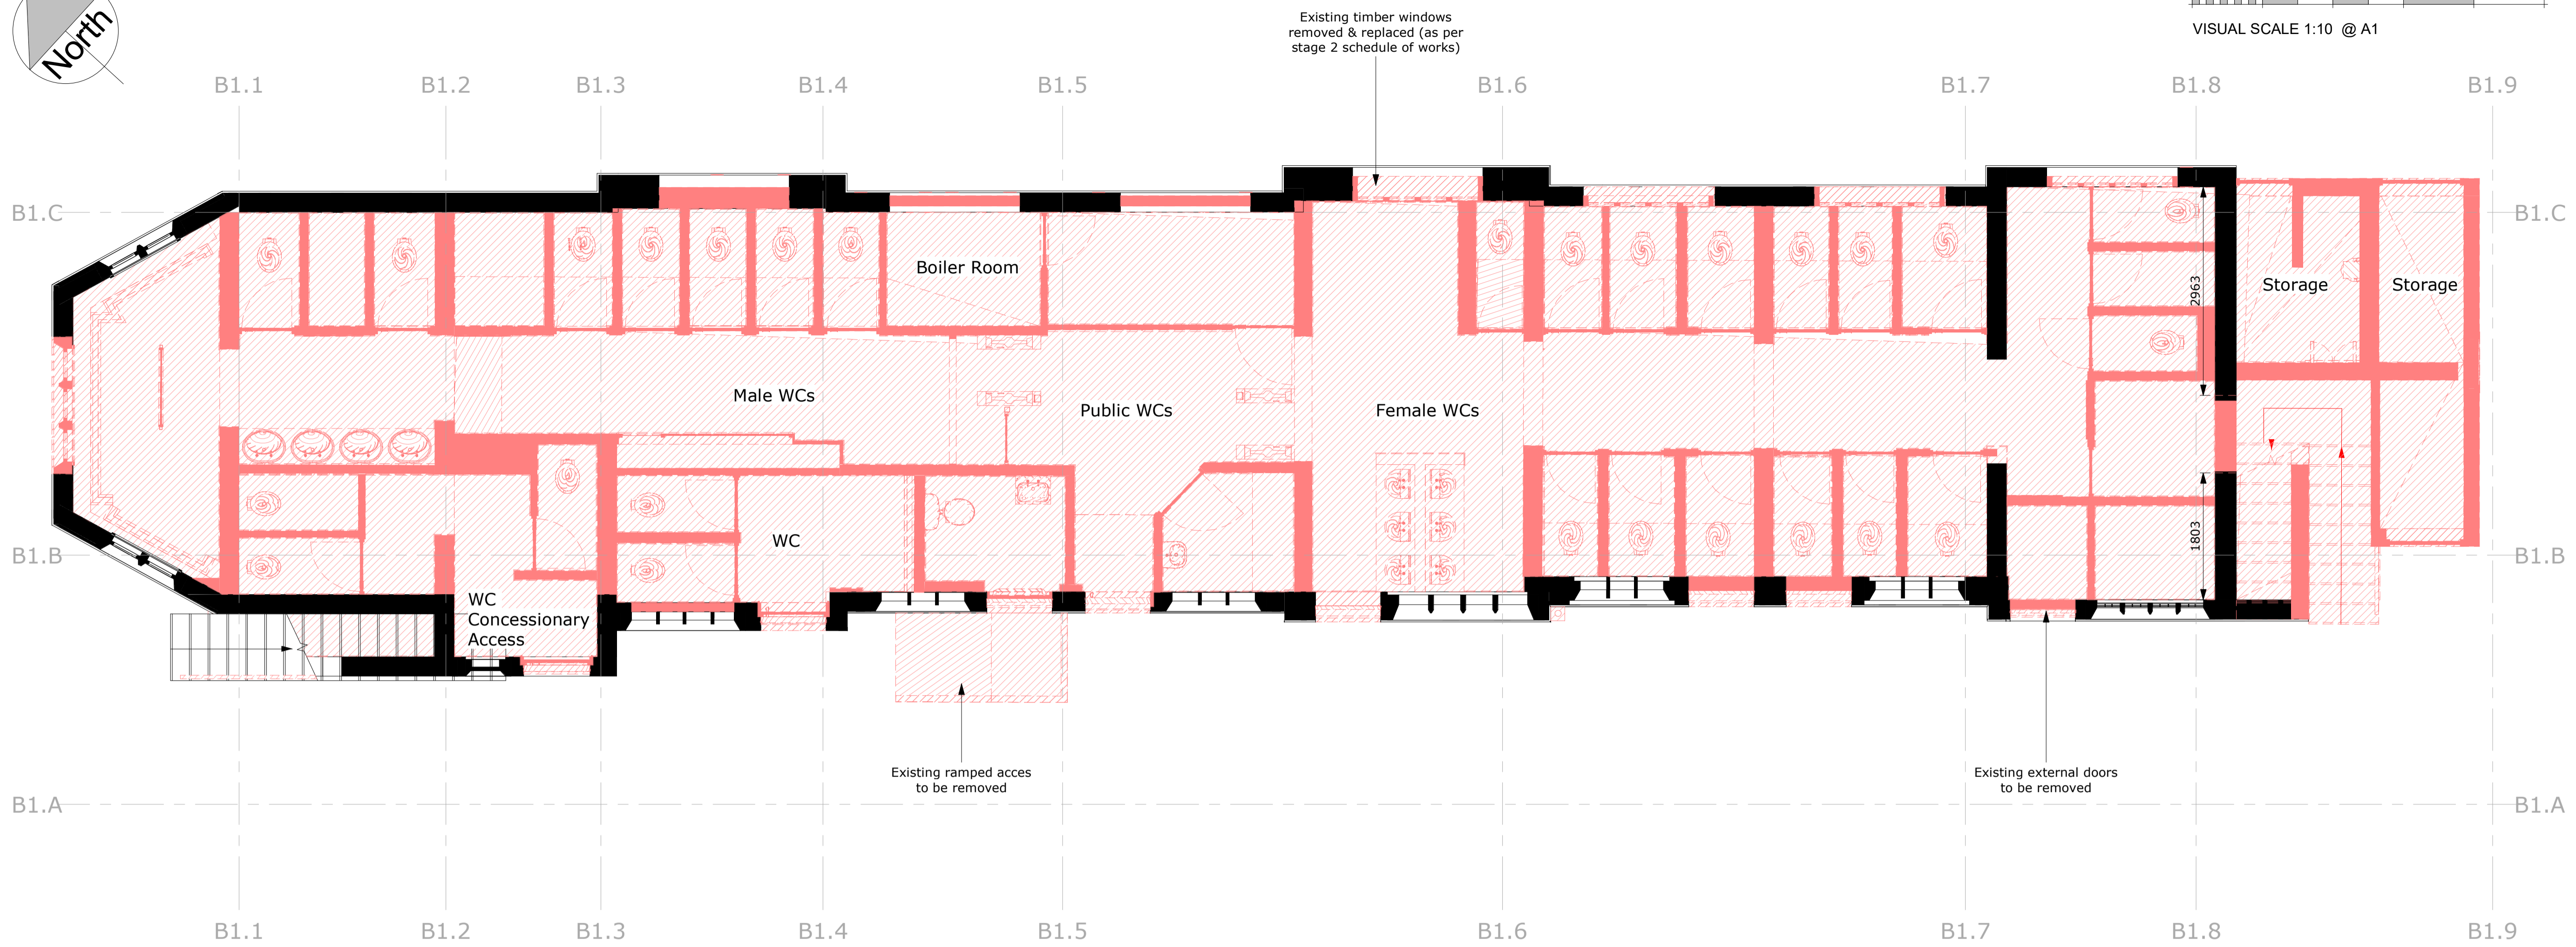 North
Existing timber windows
removed & replaced (as per
stage 2 schedule of works)
VISUAL SCALE 1:10 @ A1
B1.1 B1.2 B1.3 B1.4 B1.5 B1.6 B1.7 B1.8 B1.9
B1.C B1.C
Boiler Room
2963
Storage Storage
Male WCs
Public WCs
Female WCs
WC
1803
B1.B B1.B
WC
Concessionary
Access
Existing ramped acces
to be removed
Existing external doors
to be removed
B1.A B1.A
B1.1 B1.2 B1.3 B1.4 B1.5 B1.6 B1.7 B1.8 B1.9